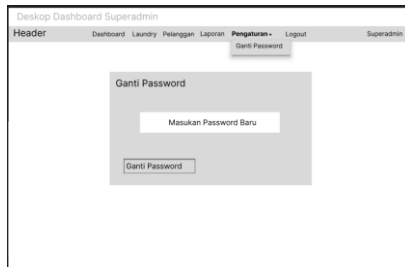 Deskop Dashboard Superadmin
Header Dashboard Laundry Pelanggan Laporan Pengaturan Logout Superadmin
Ganti Password
Ganti Password
Masukan Password Baru
Ganti Password